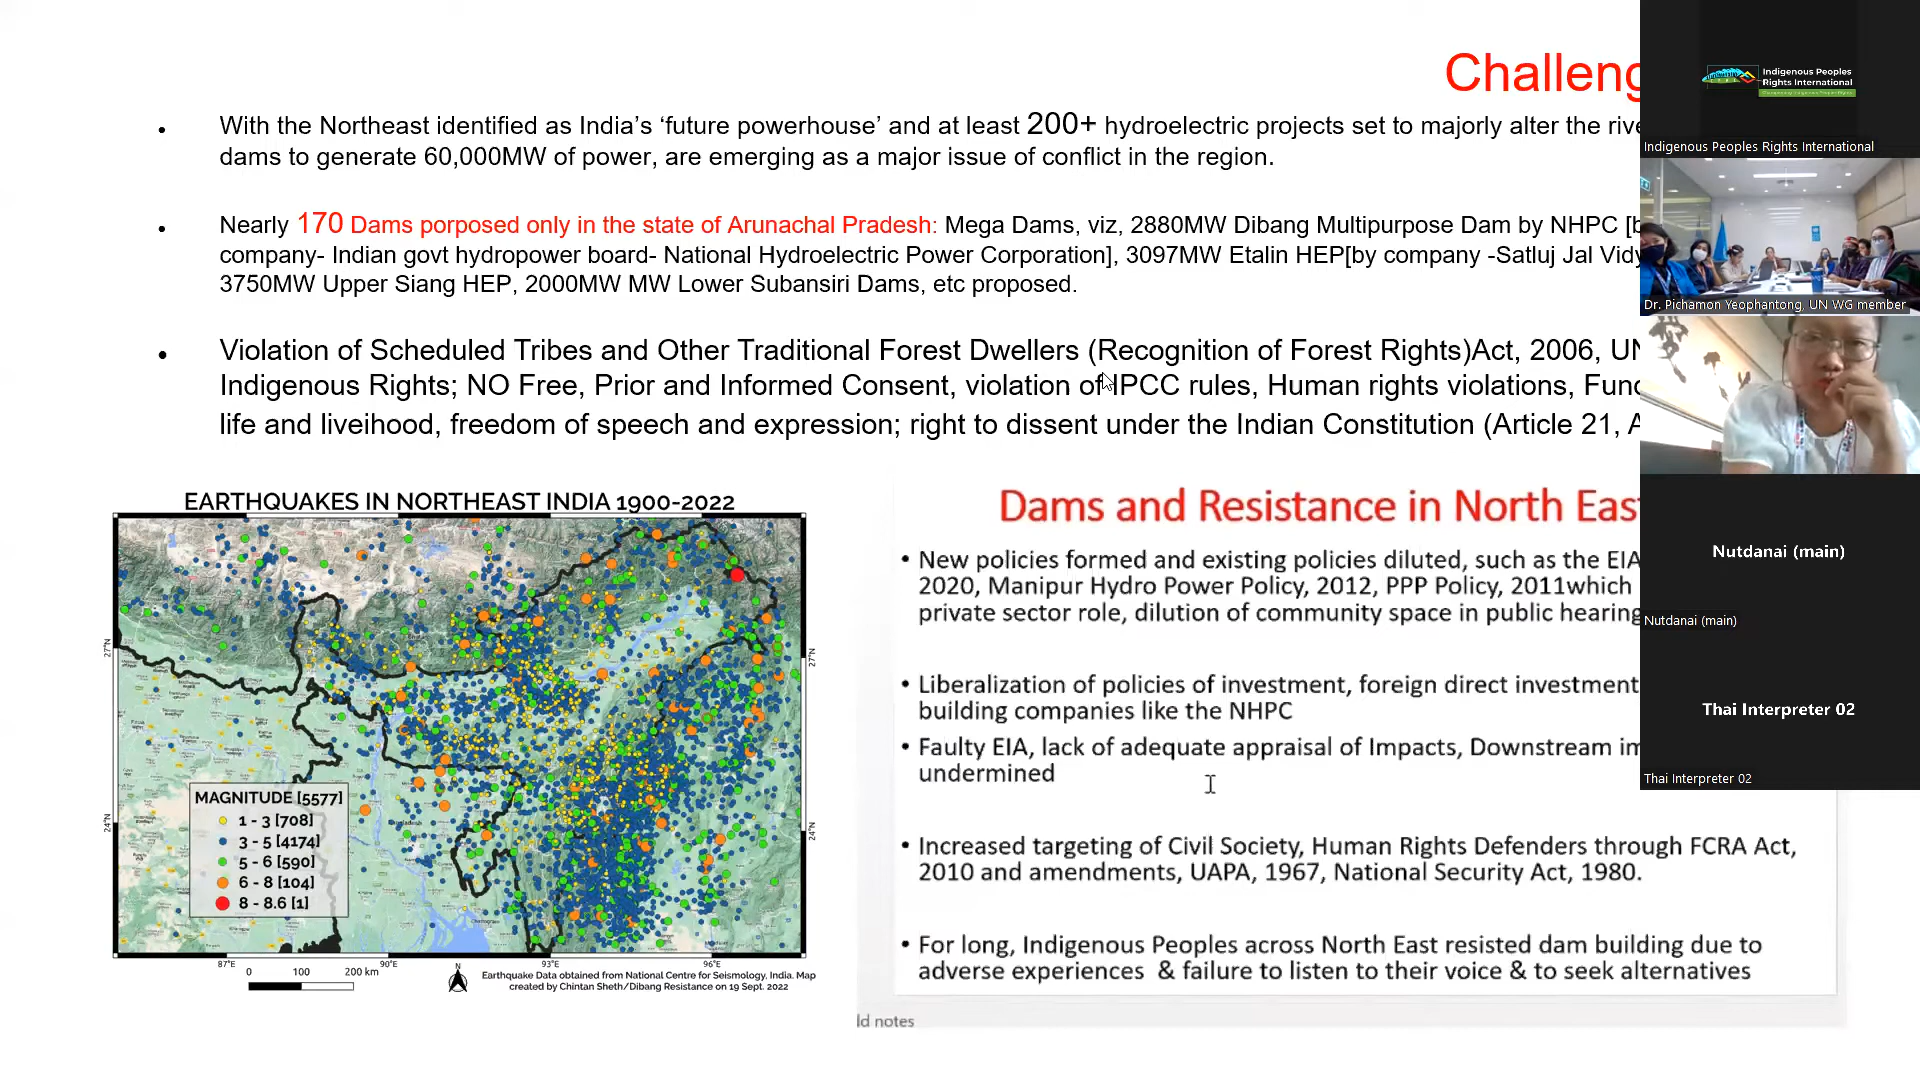 Challeng
• With the Northeast identified as India's 'future powerhouse' and at least 200+ hydroelectric projects set to majorly alter the rive
dams to generate 60,000MW of power, are emerging as a major issue of conflict in the region.
• Nearly 170 Dams porposed only in the state of Arunachal Pradesh: Mega Dams, viz, 2880MW Dibang Multipurpose Dam by NHPC [b
company- Indian govt hydropower board- National Hydroelectric Power Corporation], 3097MW Etalin HEP[by company -Satluj Jal Vidy
3750MW Upper Siang HEP, 2000MW MW Lower Subansiri Dams, etc proposed.
• Violation of Scheduled Tribes and Other Traditional Forest Dwellers (Recognition of Forest Rights)Act, 2006, UN
Indigenous Rights; NO Free, Prior and Informed Consent, violation of IPCC rules, Human rights violations, Fund
life and liveihood, freedom of speech and expression; right to dissent under the Indian Constitution (Article 21, A
EARTHQUAKES IN NORTHEAST INDIA 1900-2022
27°N
27°N
24°N
24°N
MAGNITUDE [5577]
1 - 3 [708]
3 - 5 [4174]
5 - 6 [590]
6 - 8 [104]
8 - 8.6 [1]
87°E
90°E
93°E
96°E
0 100 200 km
N
Earthquake Data obtained from National Centre for Seismology, India. Map
created by Chintan Sheth/Dibang Resistance on 19 Sept. 2022
Dams and Resistance in North Eas
• New policies formed and existing policies diluted, such as the EIA
2020, Manipur Hydro Power Policy, 2012, PPP Policy, 2011which
private sector role, dilution of community space in public hearing
• Liberalization of policies of investment, foreign direct investment
building companies like the NHPC
• Faulty EIA, lack of adequate appraisal of Impacts, Downstream im
undermined
• Increased targeting of Civil Society, Human Rights Defenders through FCRA Act,
2010 and amendments, UAPA, 1967, National Security Act, 1980.
• For long, Indigenous Peoples across North East resisted dam building due to
adverse experiences & failure to listen to their voice & to seek alternatives
ld notes
Indigenous Peoples
Rights International
Indigenous Peoples Rights International
Dr. Pichamon Yeophantong, UN WG member
Nutdanai (main)
Nutdanai (main)
Thai Interpreter 02
Thai Interpreter 02